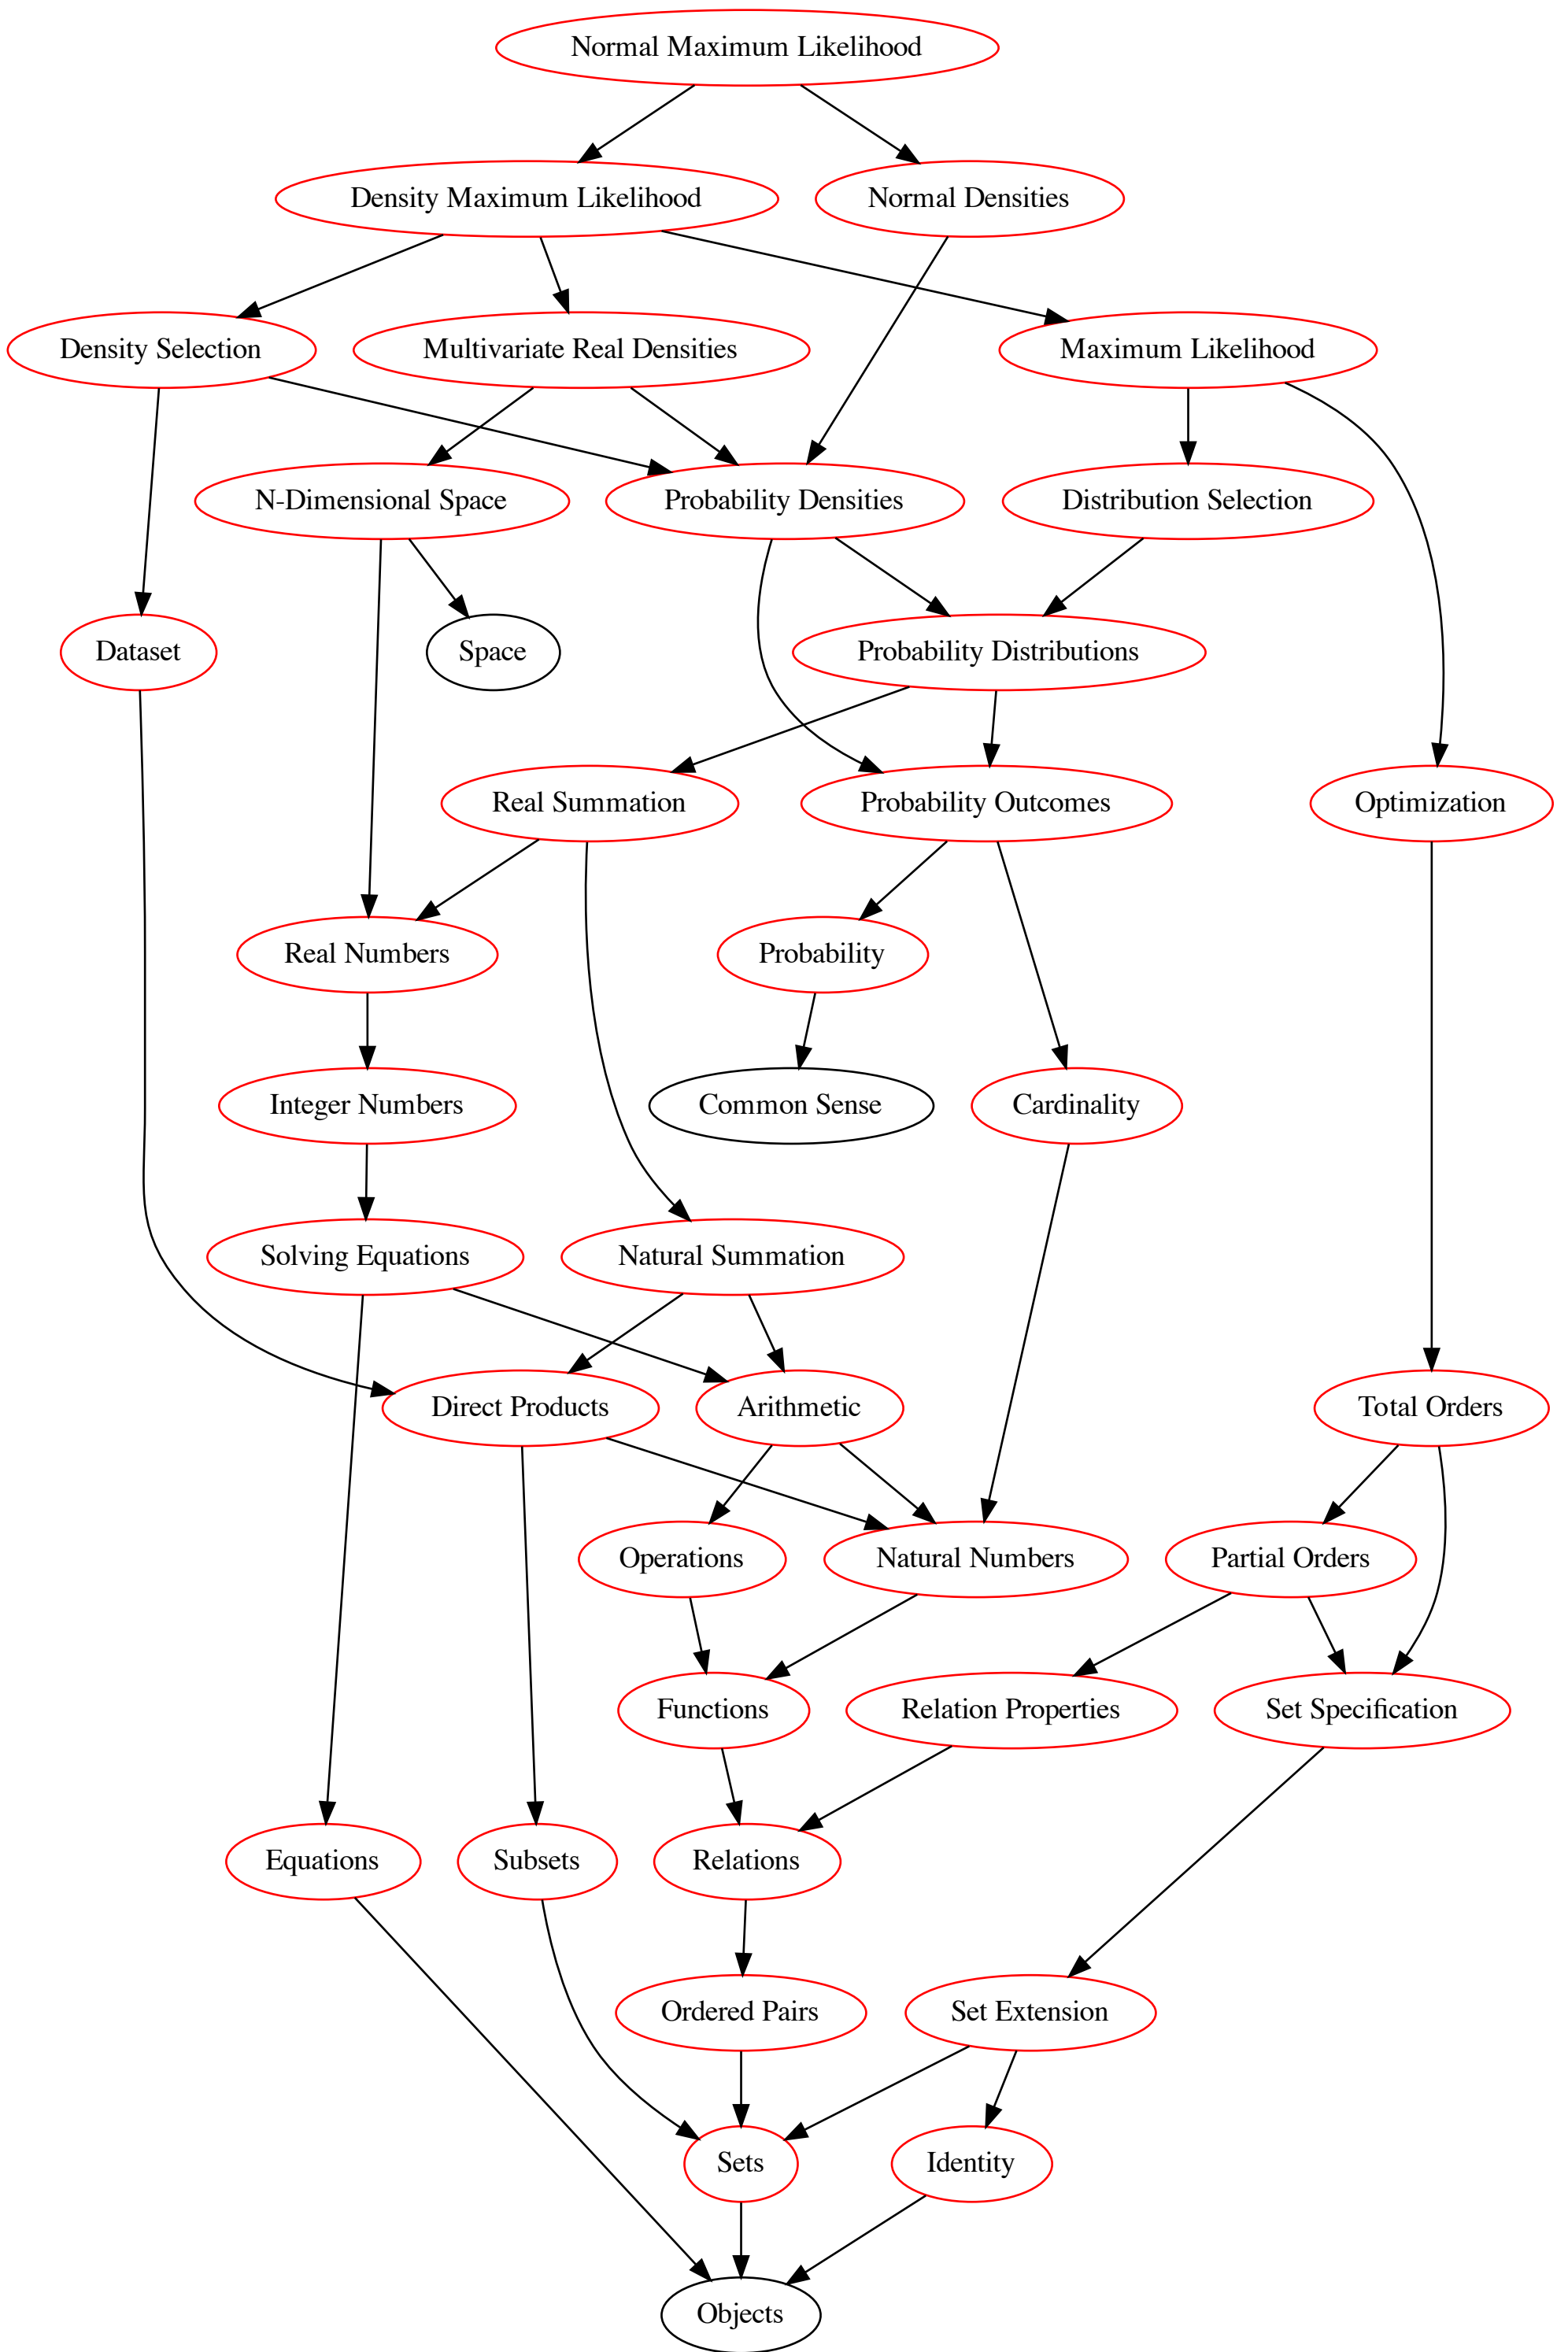 Normal Maximum Likelihood
Density Maximum Likelihood
Normal Densities
Density Selection
Multivariate Real Densities
Maximum Likelihood
N-Dimensional Space
Probability Densities
Distribution Selection
Dataset
Space
Probability Distributions
Real Summation
Probability Outcomes
Optimization
Real Numbers
Probability
Integer Numbers
Common Sense
Cardinality
Solving Equations
Natural Summation
Direct Products
Arithmetic
Total Orders
Operations
Natural Numbers
Partial Orders
Functions
Relation Properties
Set Specification
Equations
Subsets
Relations
Ordered Pairs
Set Extension
Sets
Identity
Objects